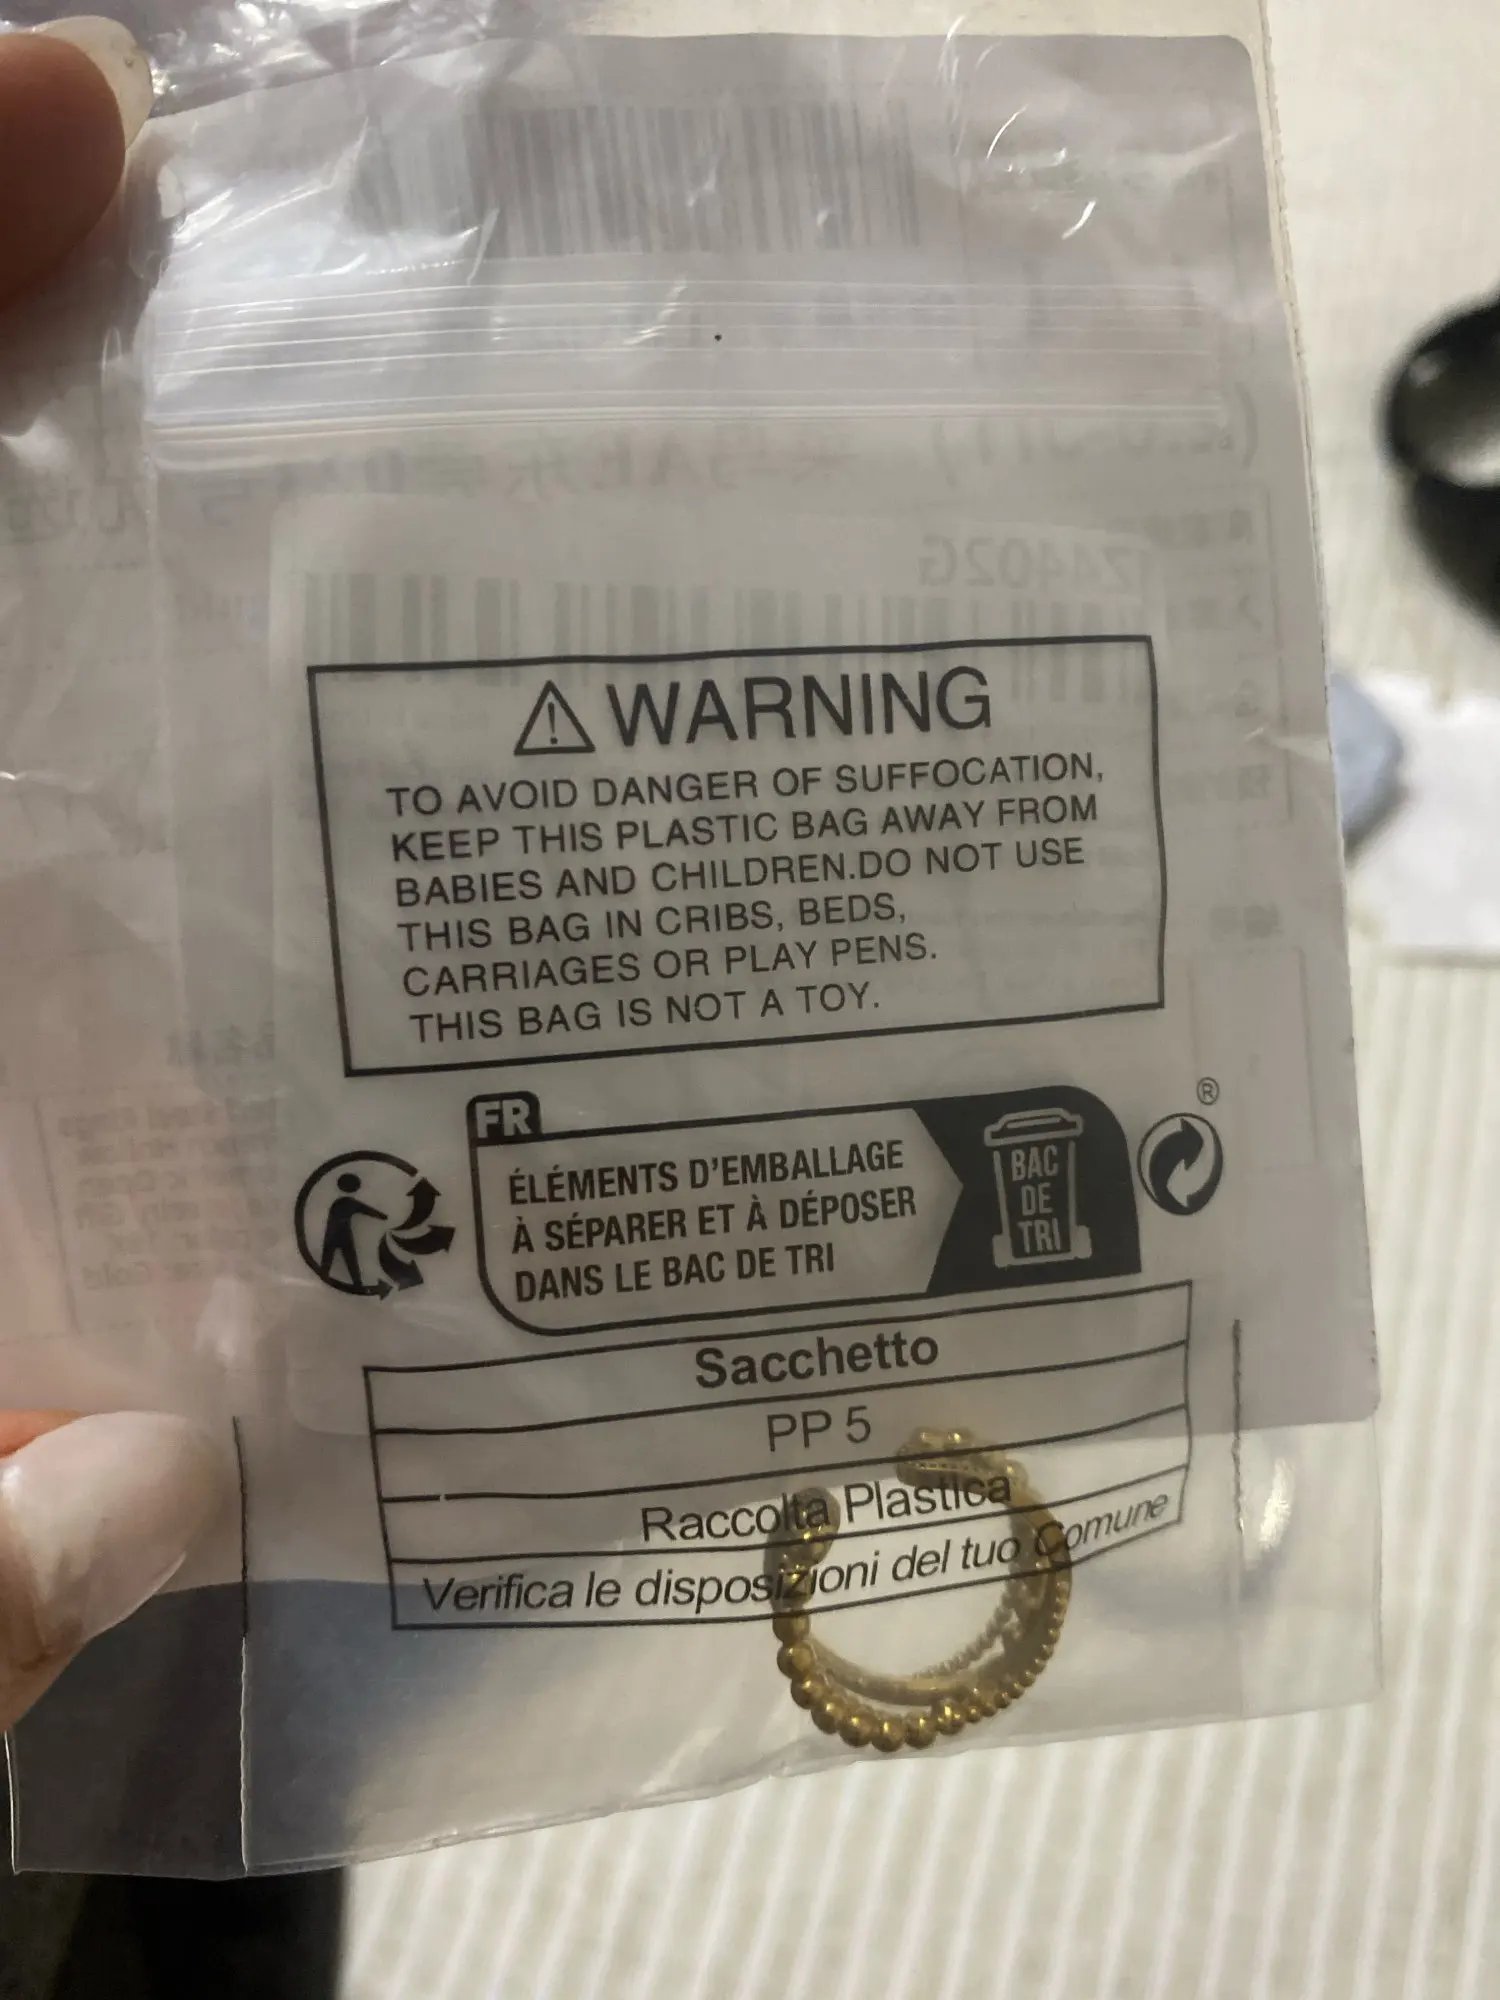 ⚠ WARNING
TO AVOID DANGER OF SUFFOCATION,
KEEP THIS PLASTIC BAG AWAY FROM
BABIES AND CHILDREN.DO NOT USE
THIS BAG IN CRIBS, BEDS,
CARRIAGES OR PLAY PENS.
THIS BAG IS NOT A TOY.
FR
ÉLÉMENTS D'EMBALLAGE
À SÉPARER ET À DÉPOSER
DANS LE BAC DE TRI
BAC
DE
TRI
®
Sacchetto
PP 5
Raccolta Plastica
Verifica le disposizioni del tuo Comune